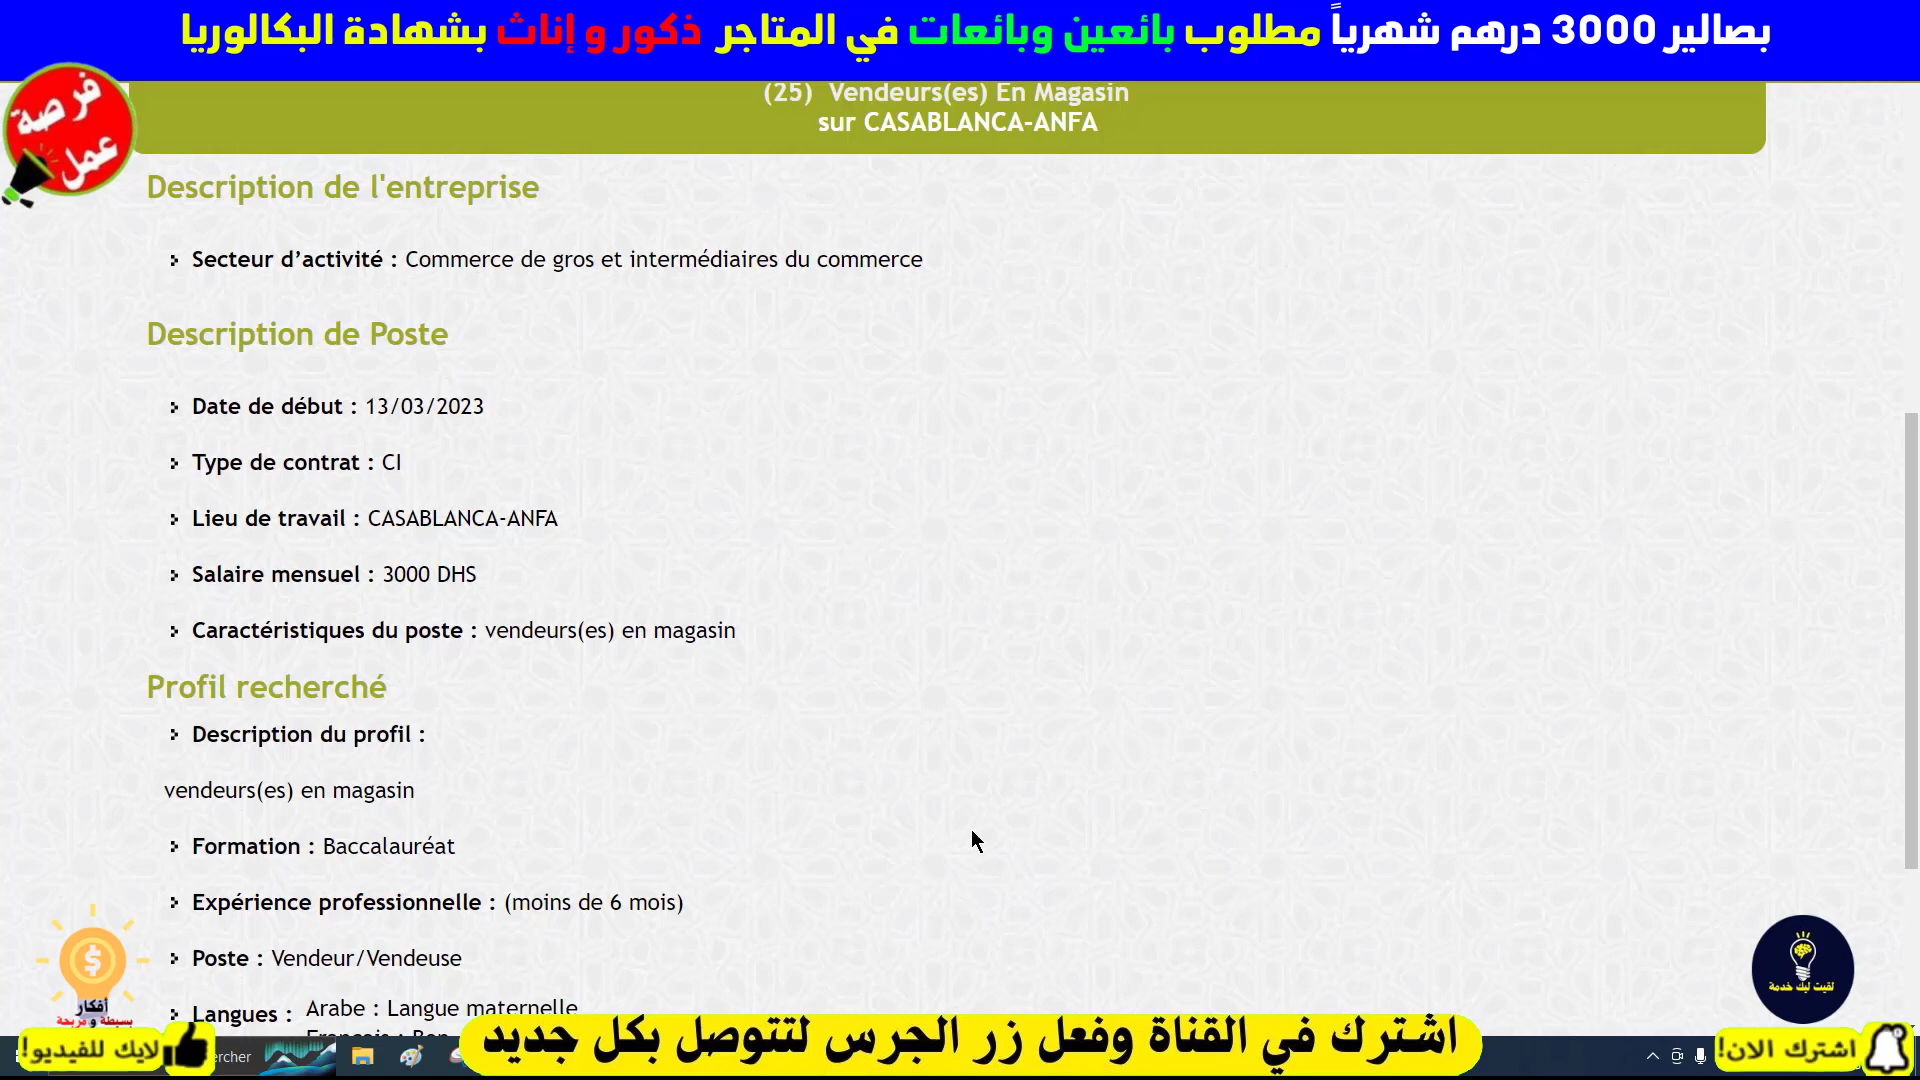 بصالير 3000 درهم شهرياً مطلوب بائعين وبائعات في المتاجر ذكور و إناث بشهادة البكالوريا
فرصة
عمل
(25) Vendeurs(es) En Magasin
sur CASABLANCA-ANFA
Description de l'entreprise
Secteur d’activité : Commerce de gros et intermédiaires du commerce
Description de Poste
Date de début : 13/03/2023
Type de contrat : CI
Lieu de travail : CASABLANCA-ANFA
Salaire mensuel : 3000 DHS
Caractéristiques du poste : vendeurs(es) en magasin
Profil recherché
Description du profil :
vendeurs(es) en magasin
Formation : Baccalauréat
Expérience professionnelle : (moins de 6 mois)
Poste : Vendeur/Vendeuse
Langues : Arabe : Langue maternelle
أفكار
بسيطة و مربحة
لقيت ليك خدمة
لايك للفيديو!
ercher
اشترك في القناة وفعل زر الجرس لتتوصل بكل جديد
اشترك الان!